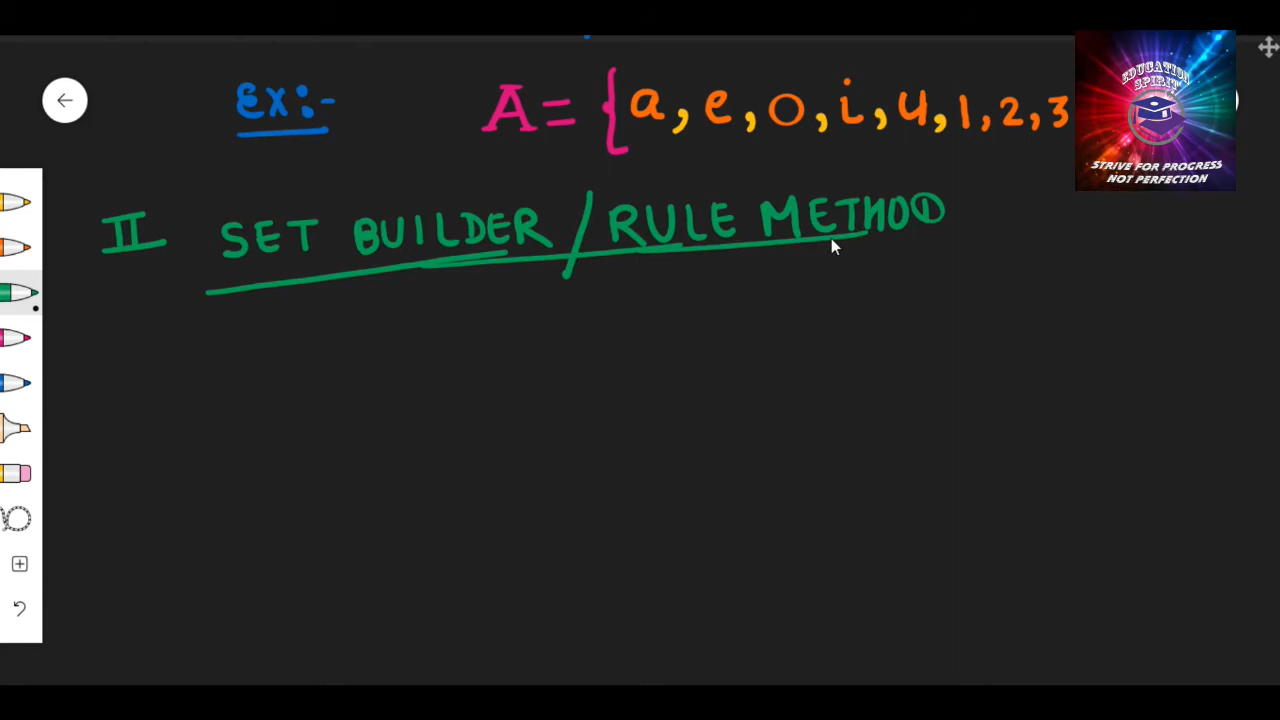 Ex:- A = {a, e, o, i, u, 1, 2, 3
EDUCATION
SPIRIT
STRIVE FOR PROGRESS
NOT PERFECTION
II SET BUILDER / RULE METHOD